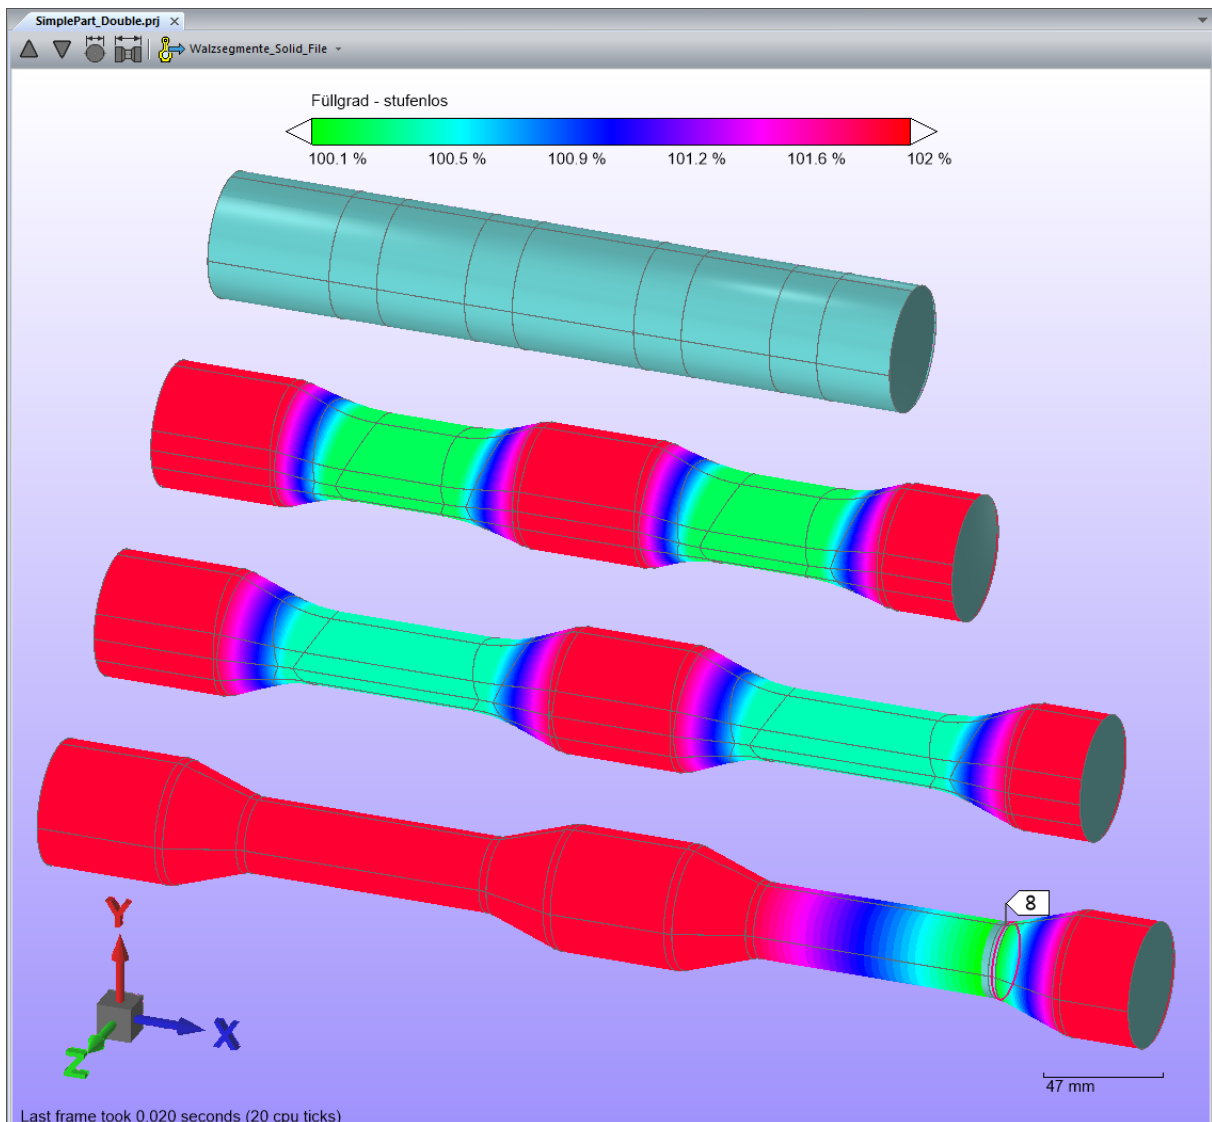 SimplePart_Double.prj
Walzsegmente_Solid_File
Füllgrad - stufenlos
100.1 % 100.5 % 100.9 % 101.2 % 101.6 % 102 %
8
Y
X
Z
47 mm
Last frame took 0.020 seconds (20 cpu ticks)